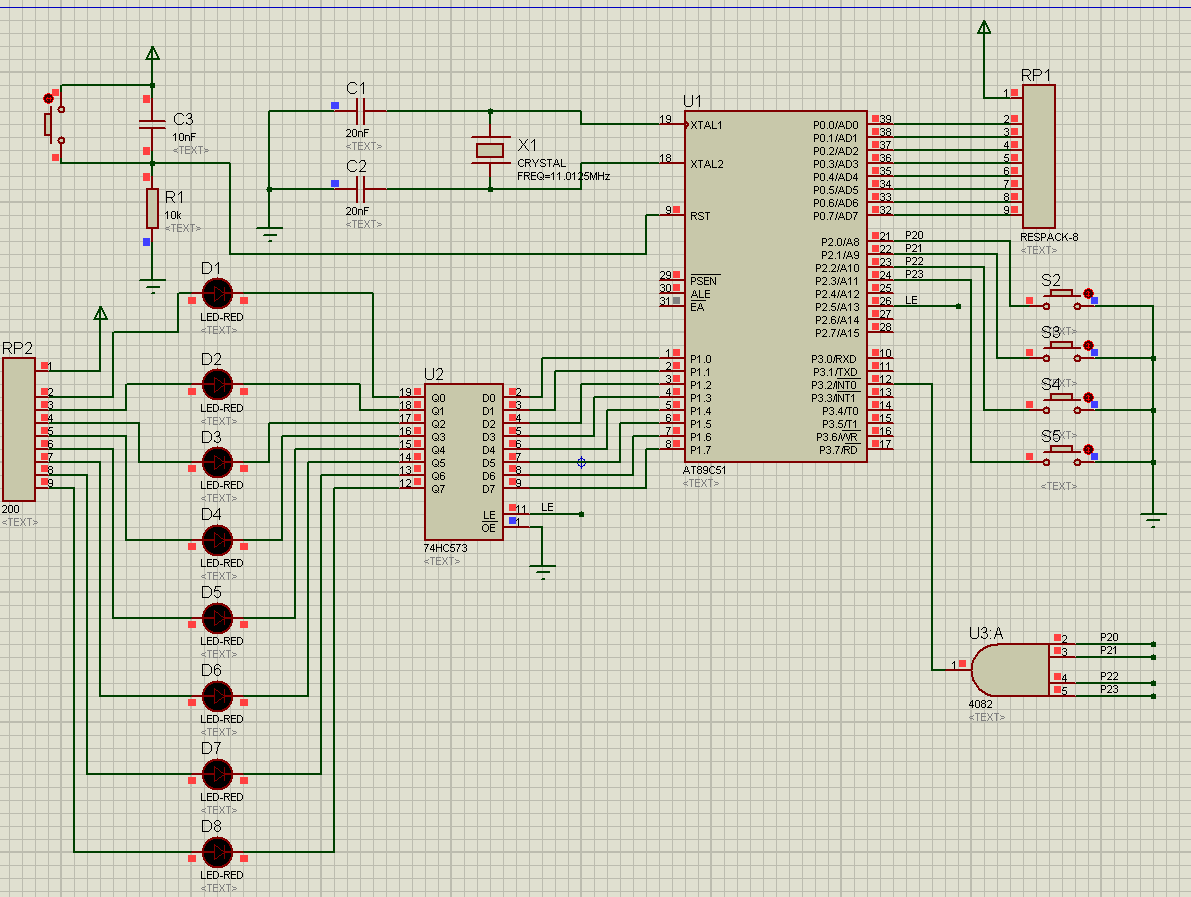 C3
10nF
<TEXT>
R1
10k
<TEXT>
C1
20nF
<TEXT>
C2
20nF
<TEXT>
X1
CRYSTAL
FREQ=11.0125MHz
U1
19 XTAL1
18 XTAL2
9 RST
29 PSEN
30 ALE
31 EA
1 P1.0
2 P1.1
3 P1.2
4 P1.3
5 P1.4
6 P1.5
7 P1.6
8 P1.7
P0.0/AD0 39
P0.1/AD1 38
P0.2/AD2 37
P0.3/AD3 36
P0.4/AD4 35
P0.5/AD5 34
P0.6/AD6 33
P0.7/AD7 32
P2.0/A8 21 P20
P2.1/A9 22 P21
P2.2/A10 23 P22
P2.3/A11 24 P23
P2.4/A12 25
P2.5/A13 26 LE
P2.6/A14 27
P2.7/A15 28
P3.0/RXD 10
P3.1/TXD 11
P3.2/INT0 12
P3.3/INT1 13
P3.4/T0 14
P3.5/T1 15
P3.6/WR 16
P3.7/RD 17
AT89C51
<TEXT>
RP1
1
2
3
4
5
6
7
8
9
RESPACK-8
<TEXT>
S2
<TEXT>
S3
<TEXT>
S4
<TEXT>
S5
<TEXT>
RP2
1
2
3
4
5
6
7
8
9
200
<TEXT>
D1
LED-RED
<TEXT>
D2
LED-RED
<TEXT>
D3
LED-RED
<TEXT>
D4
LED-RED
<TEXT>
D5
LED-RED
<TEXT>
D6
LED-RED
<TEXT>
D7
LED-RED
<TEXT>
D8
LED-RED
<TEXT>
U2
19 Q0 D0 2
18 Q1 D1 3
17 Q2 D2 4
16 Q3 D3 5
15 Q4 D4 6
14 Q5 D5 7
13 Q6 D6 8
12 Q7 D7 9
LE 11 LE
OE 1
74HC573
<TEXT>
U3:A
1
2 P20
3 P21
4 P22
5 P23
4082
<TEXT>